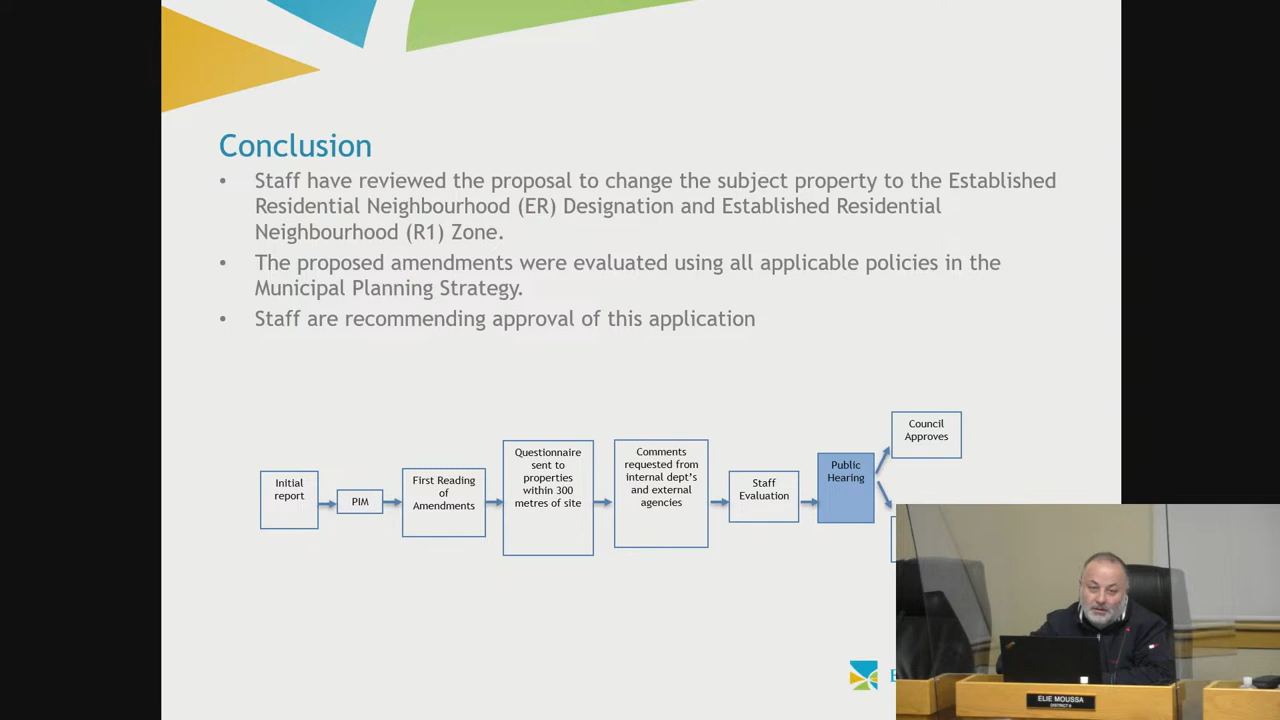 Conclusion
• Staff have reviewed the proposal to change the subject property to the Established
Residential Neighbourhood (ER) Designation and Established Residential
Neighbourhood (R1) Zone.
• The proposed amendments were evaluated using all applicable policies in the
Municipal Planning Strategy.
• Staff are recommending approval of this application
Initial
report
PIM
First Reading
of
Amendments
Questionnaire
sent to
properties
within 300
metres of site
Comments
requested from
internal dept's
and external
agencies
Staff
Evaluation
Public
Hearing
Council
Approves
ELIE MOUSSA